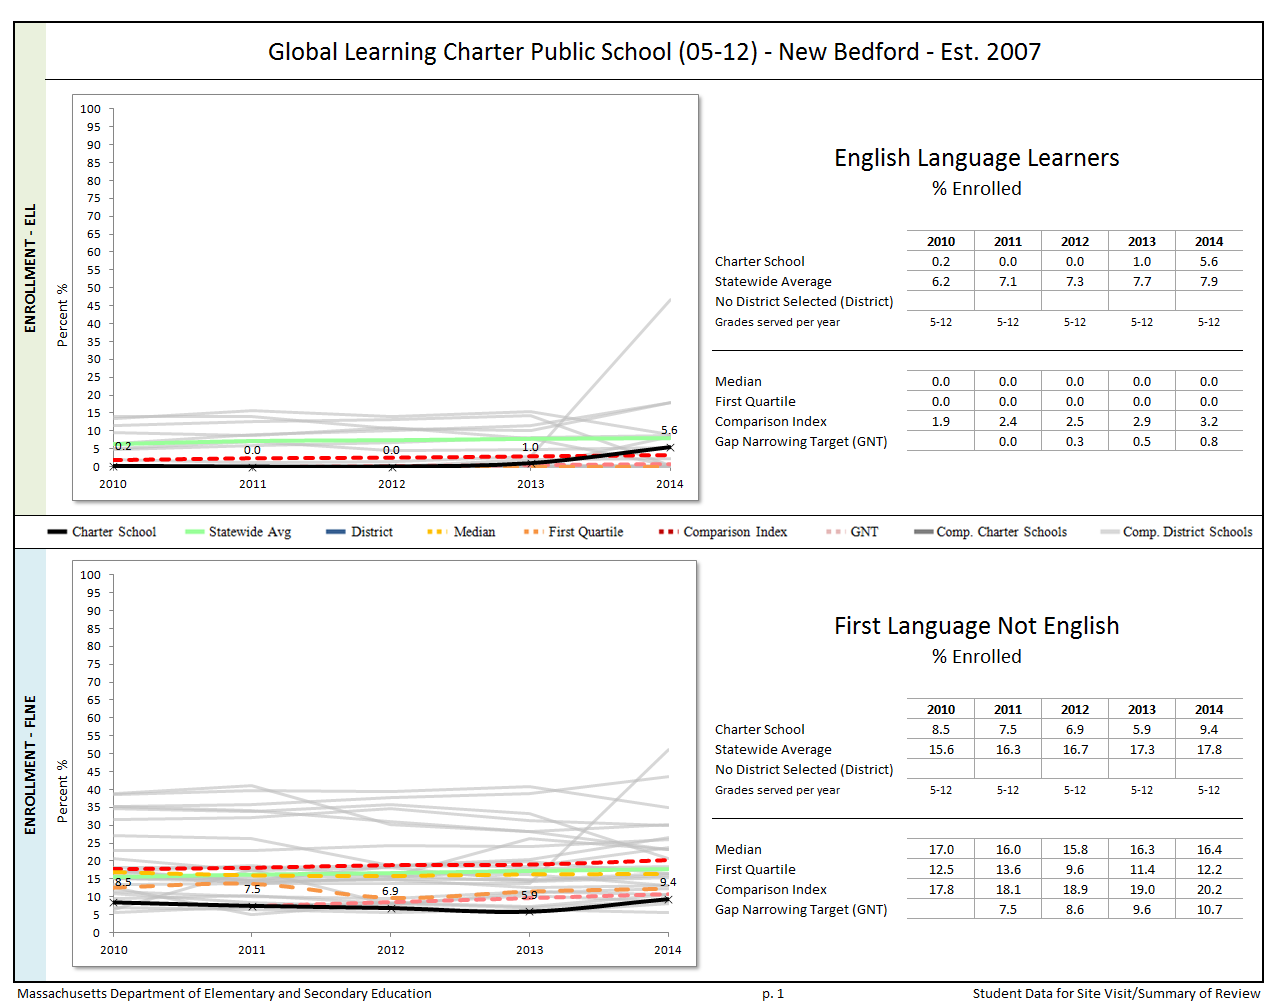 Global Learning Charter Public School (05-12) - New Bedford - Est. 2007
ENROLLMENT - ELL
Percent %
100
95
90
85
80
75
70
65
60
55
50
45
40
35
30
25
20
15
10
5
0
0.2 0.0 0.0 1.0 5.6
2010 2011 2012 2013 2014
English Language Learners
% Enrolled
2010 2011 2012 2013 2014
Charter School 0.2 0.0 0.0 1.0 5.6
Statewide Average 6.2 7.1 7.3 7.7 7.9
No District Selected (District)
Grades served per year 5-12 5-12 5-12 5-12 5-12
Median 0.0 0.0 0.0 0.0 0.0
First Quartile 0.0 0.0 0.0 0.0 0.0
Comparison Index 1.9 2.4 2.5 2.9 3.2
Gap Narrowing Target (GNT) 0.0 0.3 0.5 0.8
Charter School Statewide Avg District Median First Quartile Comparison Index GNT Comp. Charter Schools Comp. District Schools
ENROLLMENT - FLNE
Percent %
100
95
90
85
80
75
70
65
60
55
50
45
40
35
30
25
20
15
10
5
0
8.5 7.5 6.9 5.9 9.4
2010 2011 2012 2013 2014
First Language Not English
% Enrolled
2010 2011 2012 2013 2014
Charter School 8.5 7.5 6.9 5.9 9.4
Statewide Average 15.6 16.3 16.7 17.3 17.8
No District Selected (District)
Grades served per year 5-12 5-12 5-12 5-12 5-12
Median 17.0 16.0 15.8 16.3 16.4
First Quartile 12.5 13.6 9.6 11.4 12.2
Comparison Index 17.8 18.1 18.9 19.0 20.2
Gap Narrowing Target (GNT) 7.5 8.6 9.6 10.7
Massachusetts Department of Elementary and Secondary Education p. 1 Student Data for Site Visit/Summary of Review